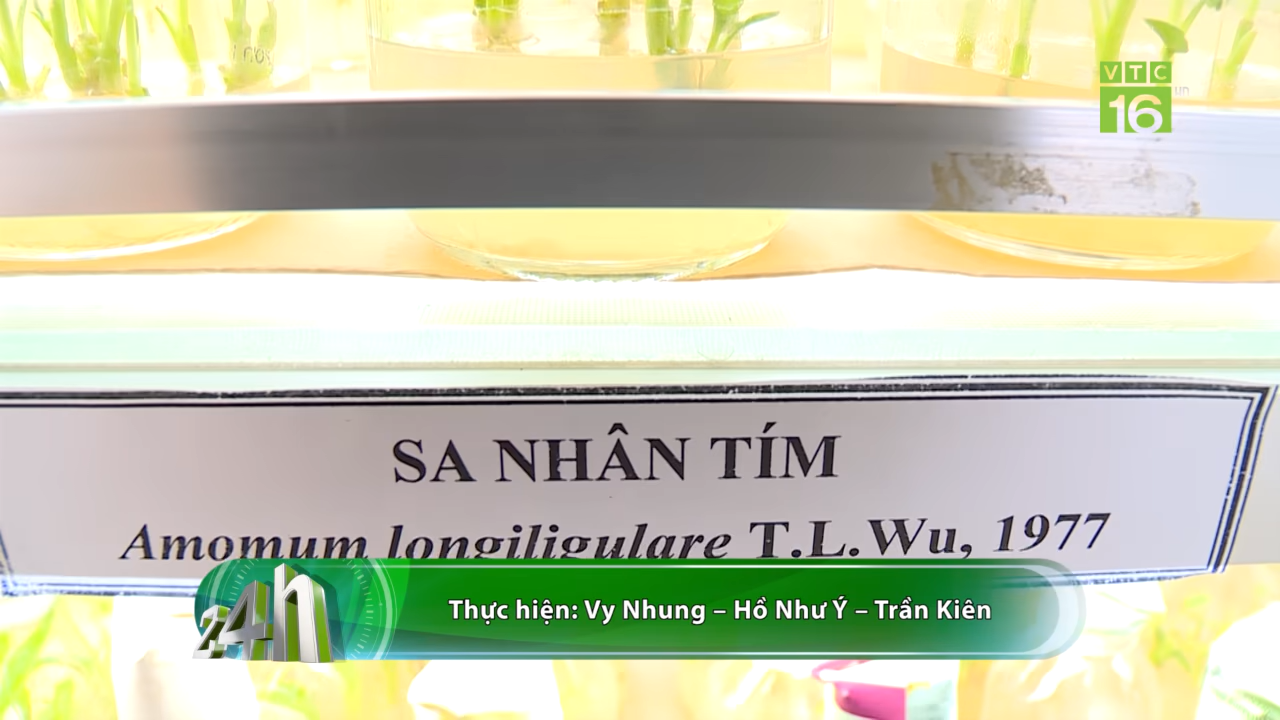 VTC
16
SA NHÂN TÍM
Amomum longiligulare T.L.Wu, 1977
24h
Thực hiện: Vy Nhung – Hồ Như Ý – Trần Kiên